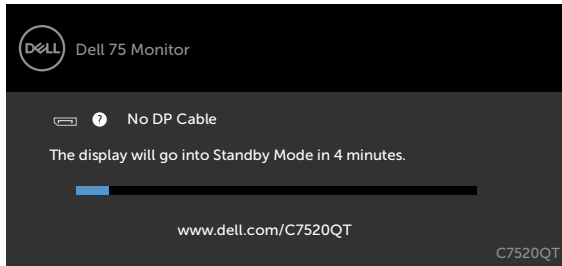 DELL
Dell 75 Monitor
? No DP Cable
The display will go into Standby Mode in 4 minutes.
www.dell.com/C7520QT
C7520QT